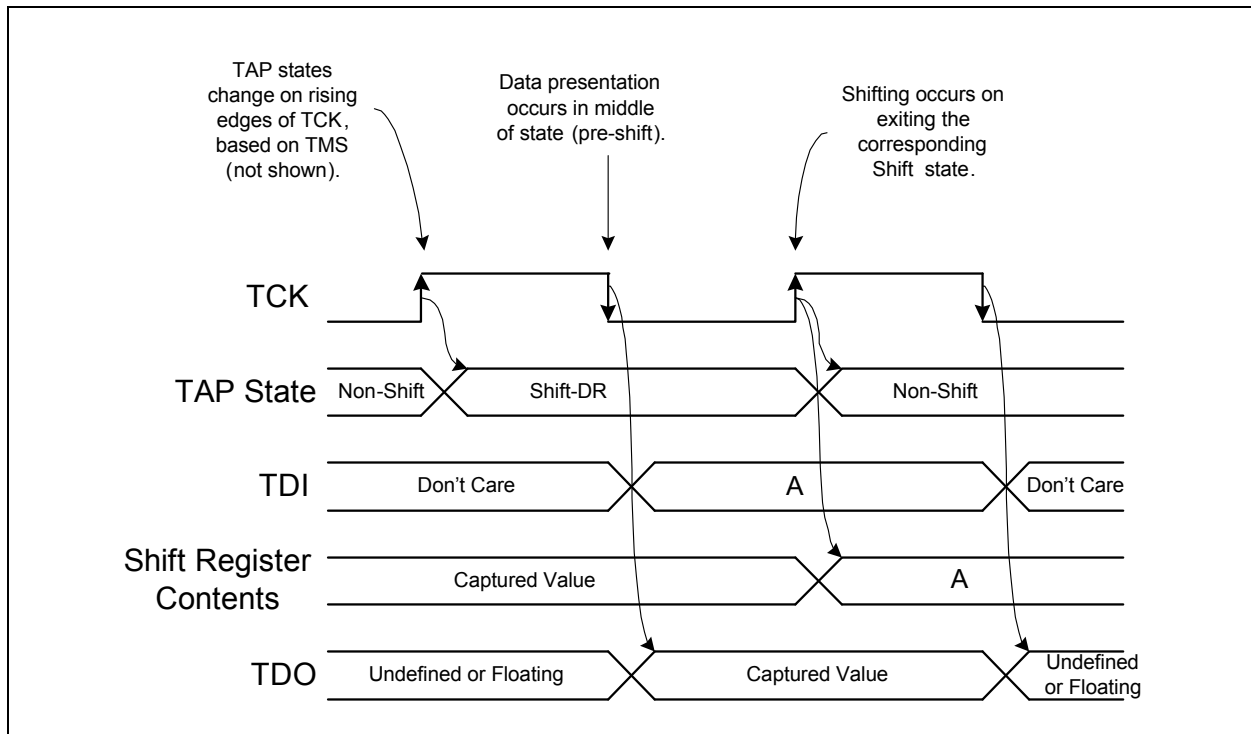 TAP states
change on rising
edges of TCK,
based on TMS
(not shown).
Data presentation
occurs in middle
of state (pre-shift).
Shifting occurs on
exiting the
corresponding
Shift state.
TCK
TAP State
Non-Shift
Shift-DR
Non-Shift
TDI
Don't Care
A
Don't Care
Shift Register
Contents
Captured Value
A
TDO
Undefined or Floating
Captured Value
Undefined
or Floating